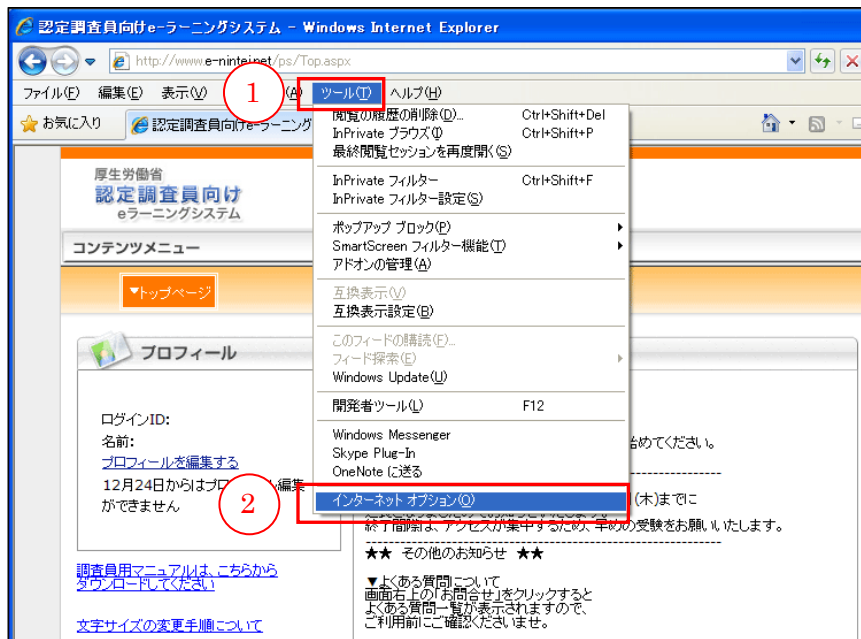 認定調査員向けe-ラーニングシステム - Windows Internet Explorer
http://www.e-nintei.net/ps/Top.aspx
ファイル(F) 編集(E) 表示(V) (A) ツール(T) ヘルプ(H)
1
お気に入り 認定調査員向けe-ラーニング
閲覧の履歴の削除(D)... Ctrl+Shift+Del
InPrivate ブラウズ(I) Ctrl+Shift+P
最終閲覧セッションを再度開く(S)
InPrivate フィルター Ctrl+Shift+F
InPrivate フィルター設定(S)
ポップアップ ブロック(P)
SmartScreen フィルター機能(T)
アドオンの管理(A)
互換表示(V)
互換表示設定(B)
このフィードの購読(F)...
フィード探索(E)
Windows Update(U)
開発者ツール(L) F12
Windows Messenger
Skype Plug-In
OneNote に送る
インターネット オプション(O)
2
厚生労働省
認定調査員向け
eラーニングシステム
コンテンツメニュー
▼トップページ
プロフィール
ログインID:
名前:
プロフィールを編集する
12月24日からはプロ 編集
ができません
調査員用マニュアルは、こちらから
ダウンロードしてください
文字サイズの変更手順について
始めてください。
(木)までに
終了間際は、アクセスが集中するため、早めの受験をお願いいたします。
★★ その他のお知らせ ★★
▼よくある質問について
画面右上の「お問合せ」をクリックすると
よくある質問一覧が表示されますので、
ご利用前にご確認くださいませ。